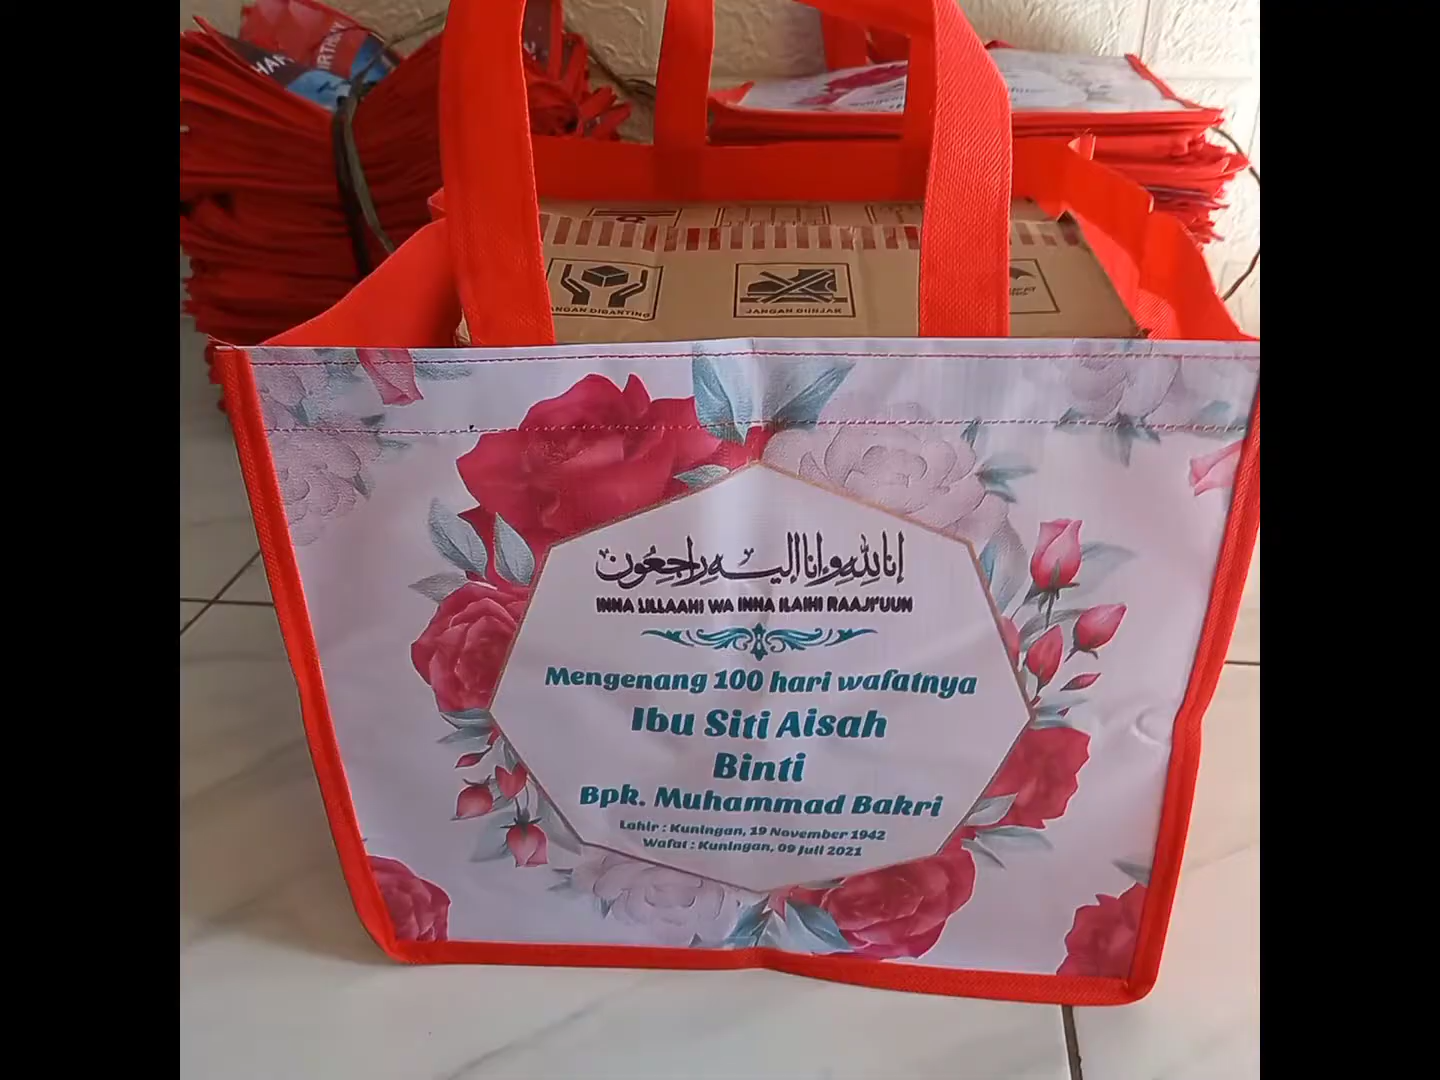 JANGAN DIBANTING
JANGAN DIINJAK
إنا لله وإنا إليه راجعون
INNA LILLAAHI WA INNA ILAIHI RAAJI'UUN
Mengenang 100 hari wafatnya
Ibu Siti Aisah
Binti
Bpk. Muhammad Bakri
Lahir : Kuningan, 19 November 1942
Wafat : Kuningan, 09 Juli 2021